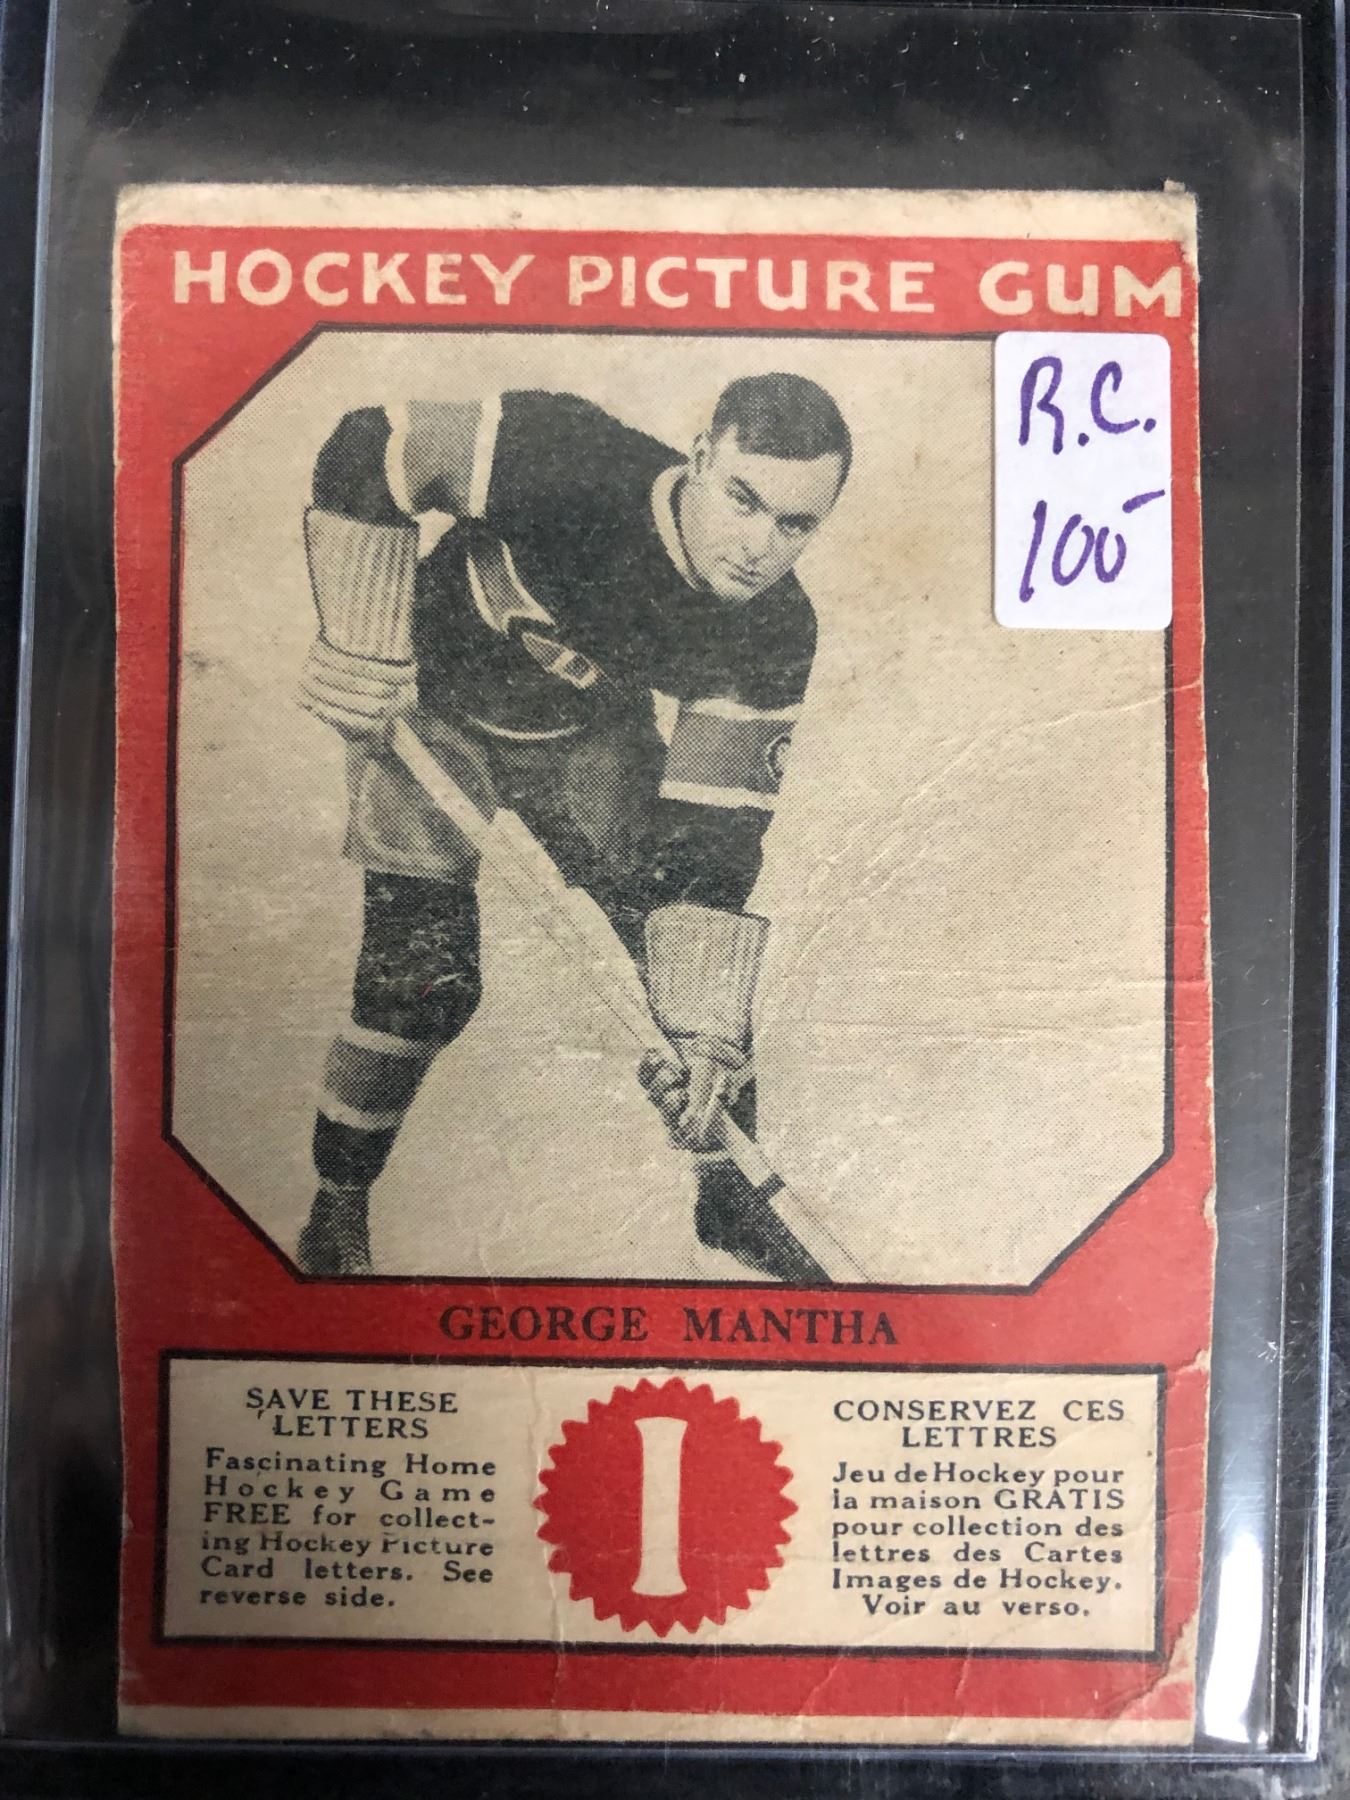 HOCKEY PICTURE GUM
R.C.
100-
GEORGE MANTHA
SAVE THESE
LETTERS
Fascinating Home
Hockey Game
FREE for collect-
ing Hockey Picture
Card letters. See
reverse side.
I
CONSERVEZ CES
LETTRES
Jeu de Hockey pour
la maison GRATIS
pour collection des
lettres des Cartes
Images de Hockey.
Voir au verso.